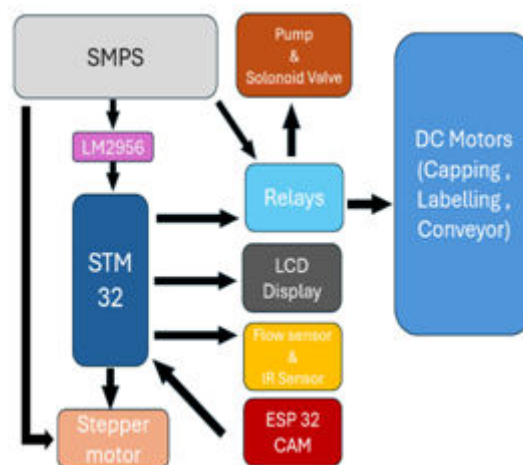 SMPS
Pump
&
Solonoid Valve
LM2956
DC Motors
(Capping ,
Labelling ,
Conveyor)
Relays
STM
32
LCD
Display
Flow sensor
&
IR Sensor
Stepper
motor
ESP 32
CAM